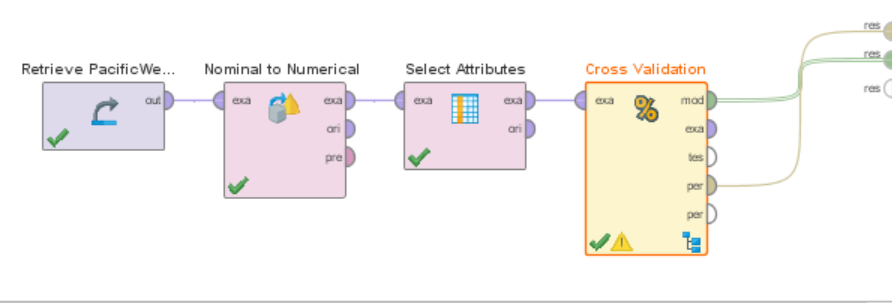 res
Retrieve PacificWe...
Nominal to Numerical
Select Attributes
Cross Validation
res
res
out
exa
exa
exa
exa
exa
mod
ori
ori
exa
pre
tes
per
per